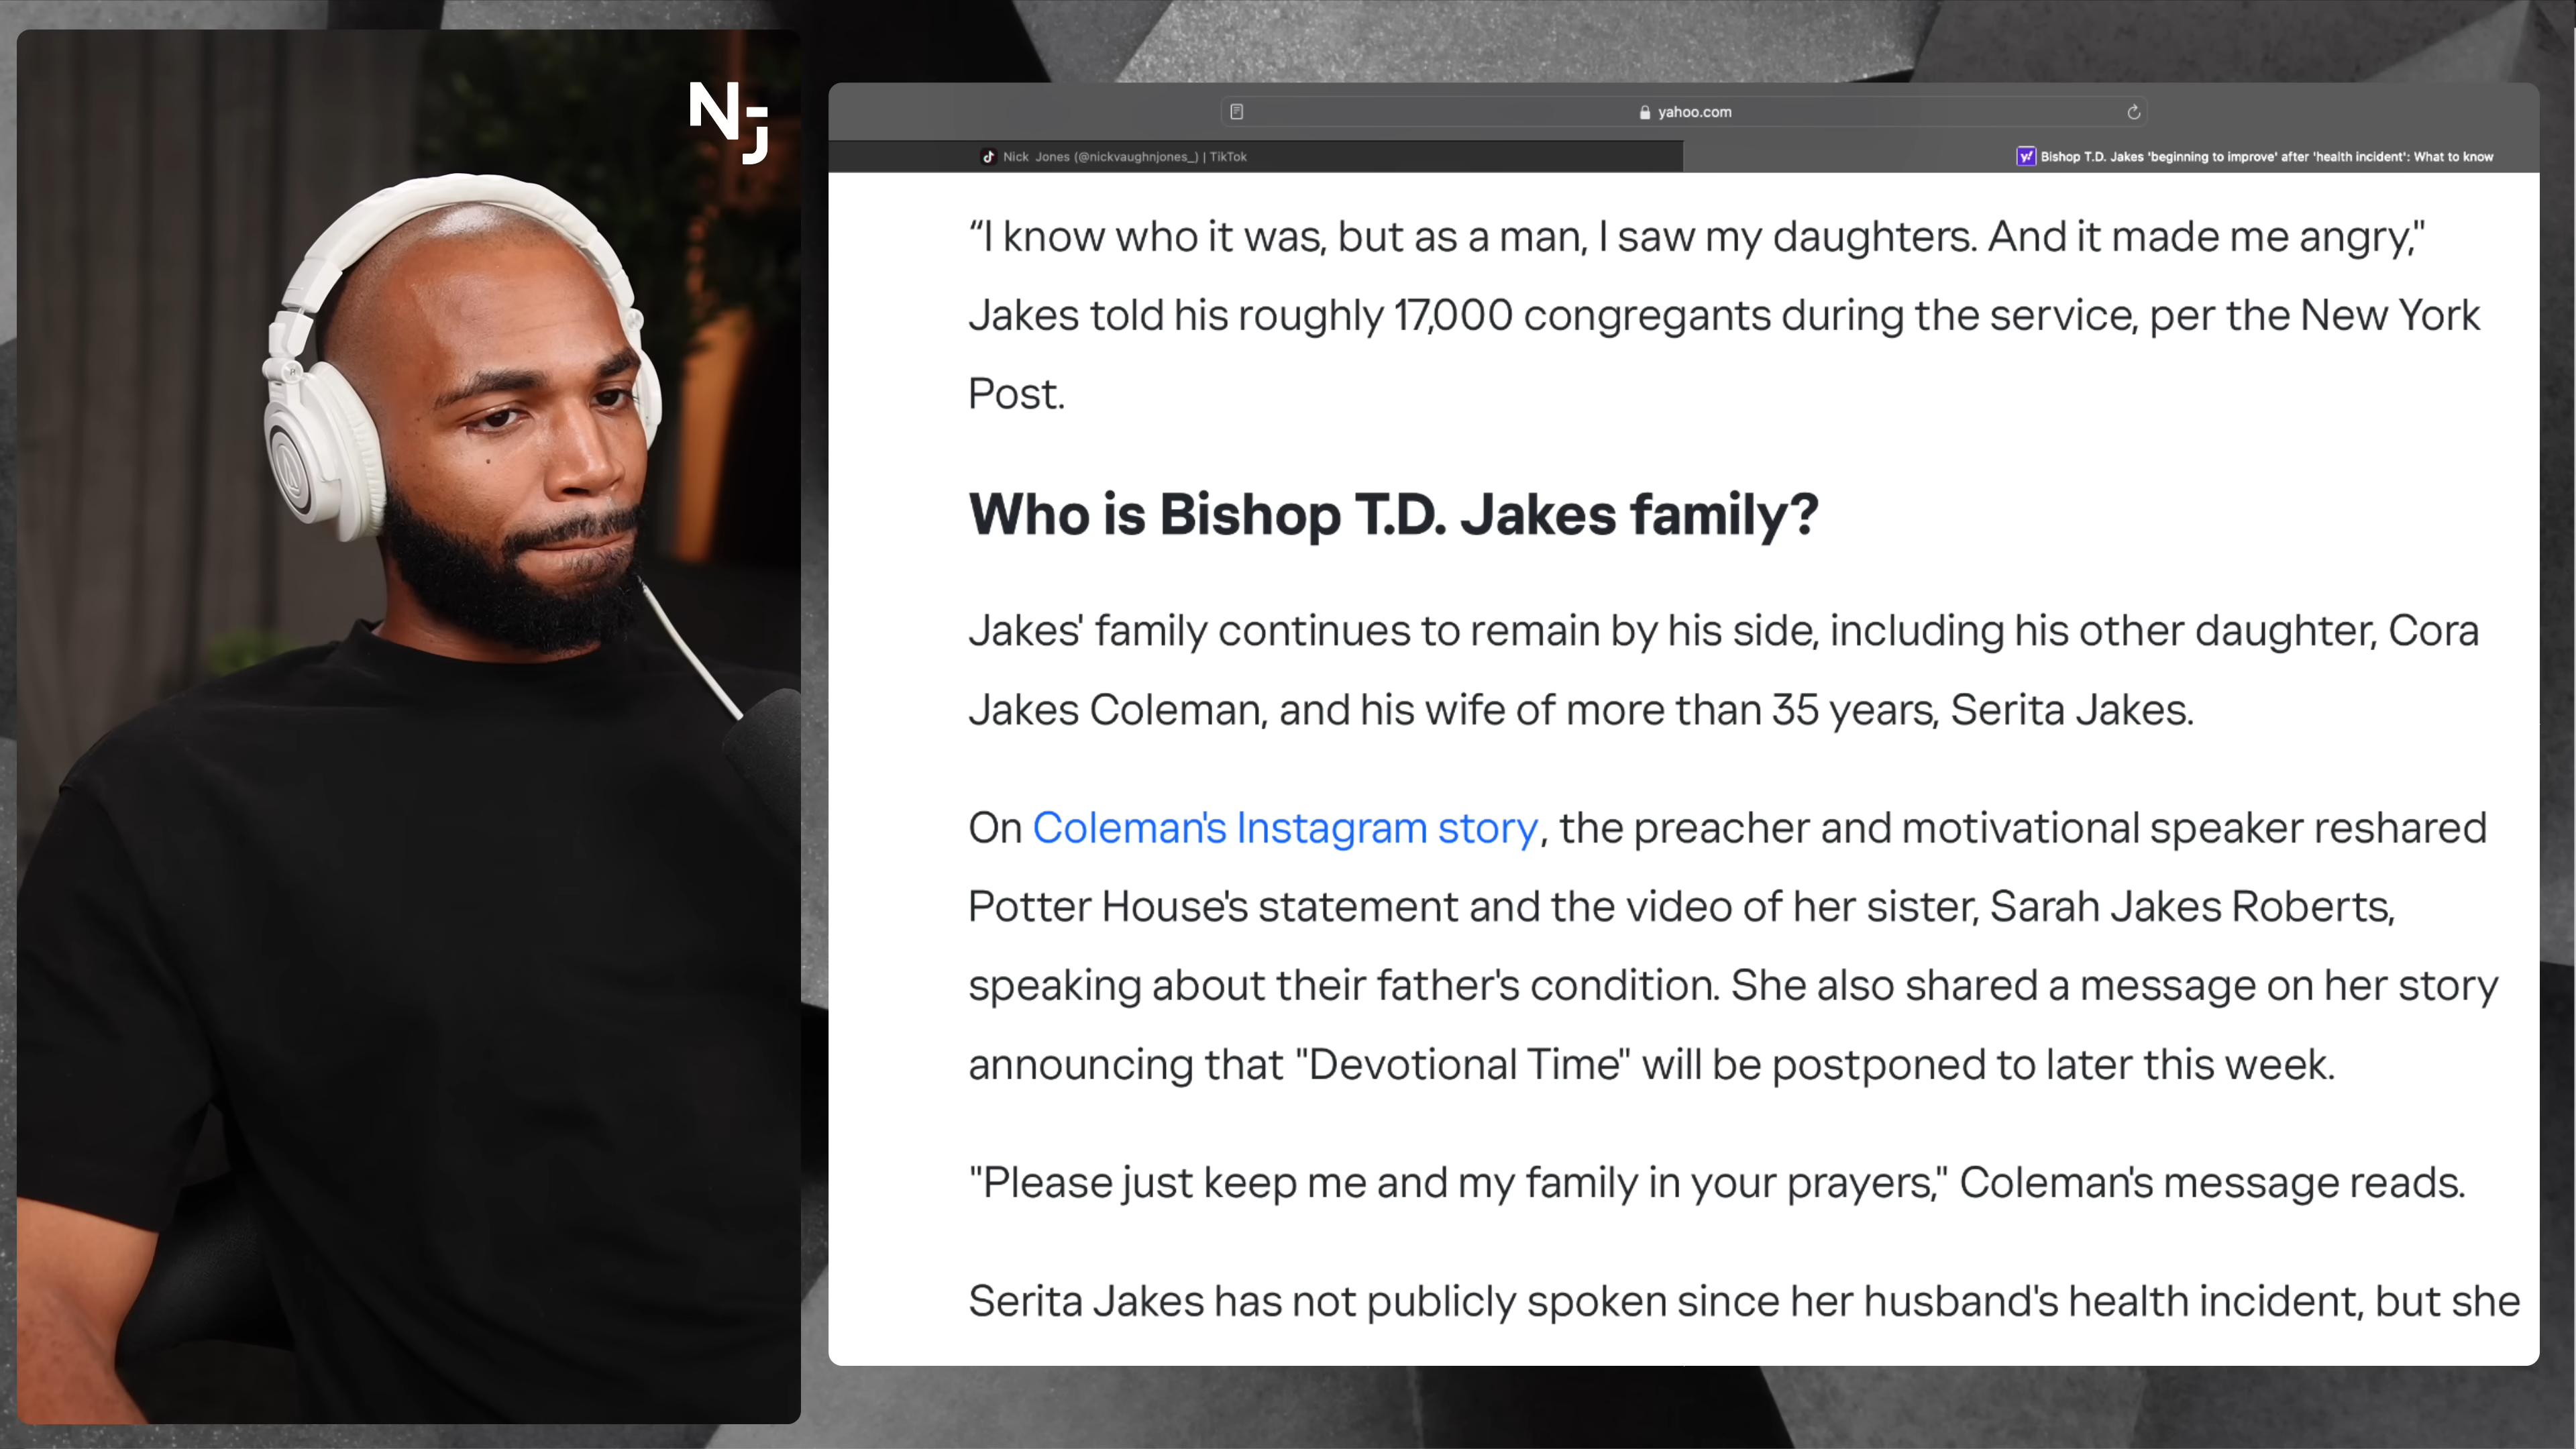 NJ
yahoo.com
Nick Jones (@nickvaughnjones_) | TikTok
y! Bishop T.D. Jakes 'beginning to improve' after 'health incident': What to know
“I know who it was, but as a man, I saw my daughters. And it made me angry,"
Jakes told his roughly 17,000 congregants during the service, per the New York
Post.
Who is Bishop T.D. Jakes family?
Jakes' family continues to remain by his side, including his other daughter, Cora
Jakes Coleman, and his wife of more than 35 years, Serita Jakes.
On Coleman's Instagram story, the preacher and motivational speaker reshared
Potter House's statement and the video of her sister, Sarah Jakes Roberts,
speaking about their father's condition. She also shared a message on her story
announcing that "Devotional Time" will be postponed to later this week.
"Please just keep me and my family in your prayers," Coleman's message reads.
Serita Jakes has not publicly spoken since her husband's health incident, but she